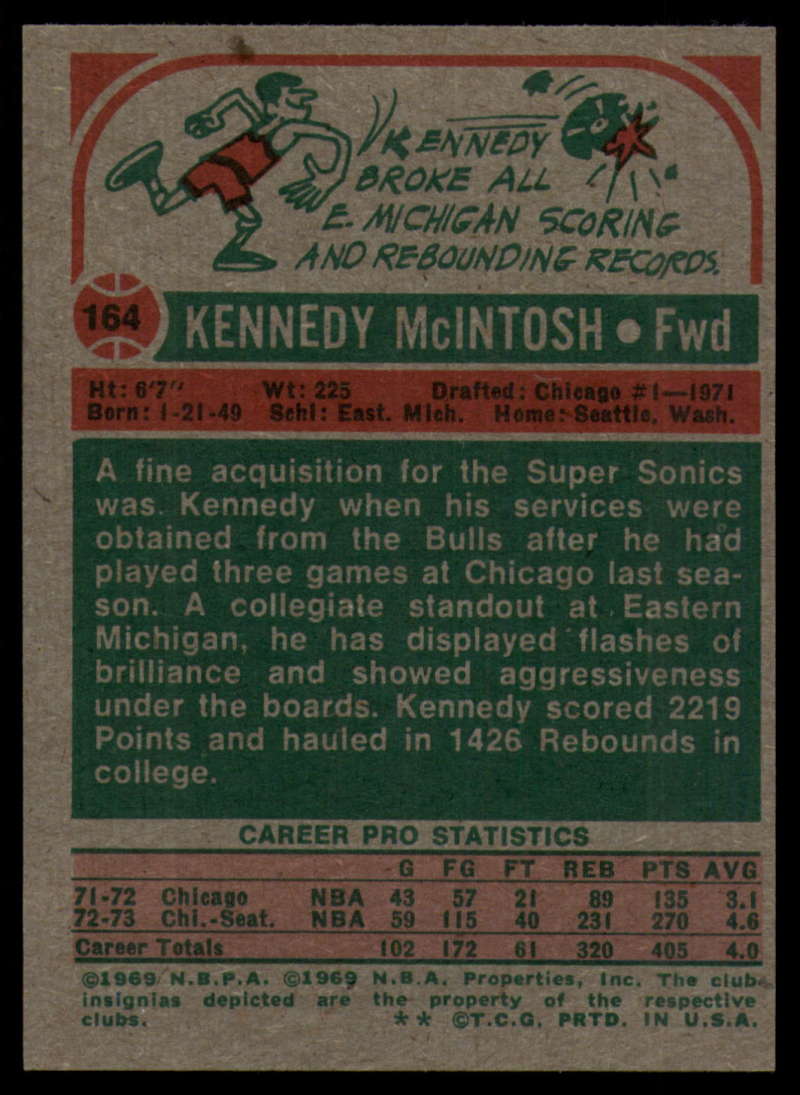 KENNEDY
BROKE ALL
E. MICHIGAN SCORING
AND REBOUNDING RECORDS.
164
KENNEDY McINTOSH • Fwd
Ht: 6'7" Wt: 225 Drafted: Chicago #1—1971
Born: 1-21-49 Schl: East. Mich. Home: Seattle, Wash.
A fine acquisition for the Super Sonics
was Kennedy when his services were
obtained from the Bulls after he had
played three games at Chicago last sea-
son. A collegiate standout at Eastern
Michigan, he has displayed flashes of
brilliance and showed aggressiveness
under the boards. Kennedy scored 2219
Points and hauled in 1426 Rebounds in
college.
CAREER PRO STATISTICS
G FG FT REB PTS AVG
71-72 Chicago NBA 43 57 21 89 135 3.1
72-73 Chi.-Seat. NBA 59 115 40 231 270 4.6
Career Totals 102 172 61 320 405 4.0
©1969 N.B.P.A. ©1969 N.B.A. Properties, Inc. The club
insignias depicted are the property of the respective
clubs. ** ©T.C.G. PRTD. IN U.S.A.